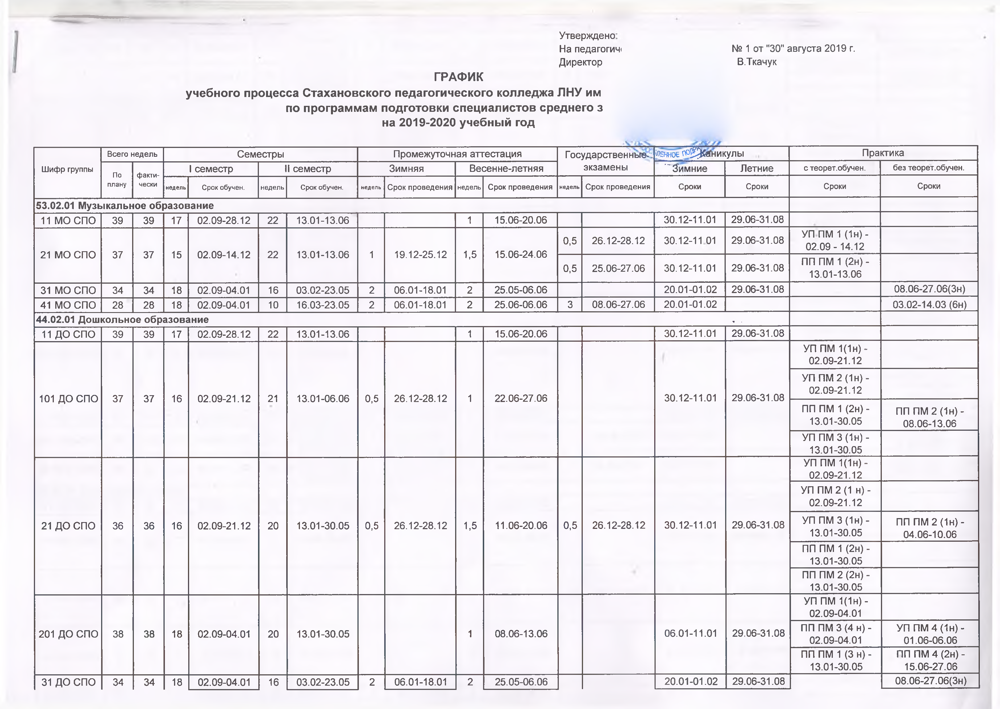 Утверждено:
На педагогич № 1 от "30" августа 2019 г.
Директор В.Ткачук
ГРАФИК
учебного процесса Стахановского педагогического колледжа ЛНУ им
по программам подготовки специалистов среднего з
на 2019-2020 учебный год
ЛЕННОЕ
Шифр группы Всего недель Семестры Промежуточная аттестация Государственные экзамены Каникулы Практика
По плану факти-чески I семестр II семестр Зимняя Весенне-летняя Зимние Летние с теорет.обучен. без теорет.обучен.
недель Срок обучен. недель Срок обучен. недель Срок проведения недель Срок проведения недель Срок проведения Сроки Сроки Сроки Сроки
53.02.01 Музыкальное образование
11 МО СПО 39 39 17 02.09-28.12 22 13.01-13.06 1 15.06-20.06 30.12-11.01 29.06-31.08
21 МО СПО 37 37 15 02.09-14.12 22 13.01-13.06 1 19.12-25.12 1,5 15.06-24.06 0,5 26.12-28.12 30.12-11.01 29.06-31.08 УП ПМ 1 (1н) -
02.09 - 14.12
0,5 25.06-27.06 30.12-11.01 29.06-31.08 ПП ПМ 1 (2н) -
13.01-13.06
31 МО СПО 34 34 18 02.09-04.01 16 03.02-23.05 2 06.01-18.01 2 25.05-06.06 20.01-01.02 29.06-31.08 08.06-27.06(3н)
41 МО СПО 28 28 18 02.09-04.01 10 16.03-23.05 2 06.01-18.01 2 25.06-06.06 3 08.06-27.06 20.01-01.02 03.02-14.03 (6н)
44.02.01 Дошкольное образование
11 ДО СПО 39 39 17 02.09-28.12 22 13.01-13.06 1 15.06-20.06 30.12-11.01 29.06-31.08
101 ДО СПО 37 37 16 02.09-21.12 21 13.01-06.06 0,5 26.12-28.12 1 22.06-27.06 30.12-11.01 29.06-31.08 УП ПМ 1(1н) -
02.09-21.12
УП ПМ 2 (1н) -
02.09-21.12
ПП ПМ 1 (2н) - ПП ПМ 2 (1н) -
13.01-30.05 08.06-13.06
УП ПМ 3 (1н) -
13.01-30.05
21 ДО СПО 36 36 16 02.09-21.12 20 13.01-30.05 0,5 26.12-28.12 1,5 11.06-20.06 0,5 26.12-28.12 30.12-11.01 29.06-31.08 УП ПМ 1(1н) -
02.09-21.12
УП ПМ 2 (1 н) -
02.09-21.12
УП ПМ 3 (1н) - ПП ПМ 2 (1н) -
13.01-30.05 04.06-10.06
ПП ПМ 1 (2н) -
13.01-30.05
ПП ПМ 2 (2н) -
13.01-30.05
201 ДО СПО 38 38 18 02.09-04.01 20 13.01-30.05 1 08.06-13.06 06.01-11.01 29.06-31.08 УП ПМ 1(1н) -
02.09-04.01
ПП ПМ 3 (4 н) - УП ПМ 4 (1н) -
02.09-04.01 01.06-06.06
ПП ПМ 1 (3 н) - ПП ПМ 4 (2н) -
13.01-30.05 15.06-27.06
31 ДО СПО 34 34 18 02.09-04.01 16 03.02-23.05 2 06.01-18.01 2 25.05-06.06 20.01-01.02 29.06-31.08 08.06-27.06(3н)